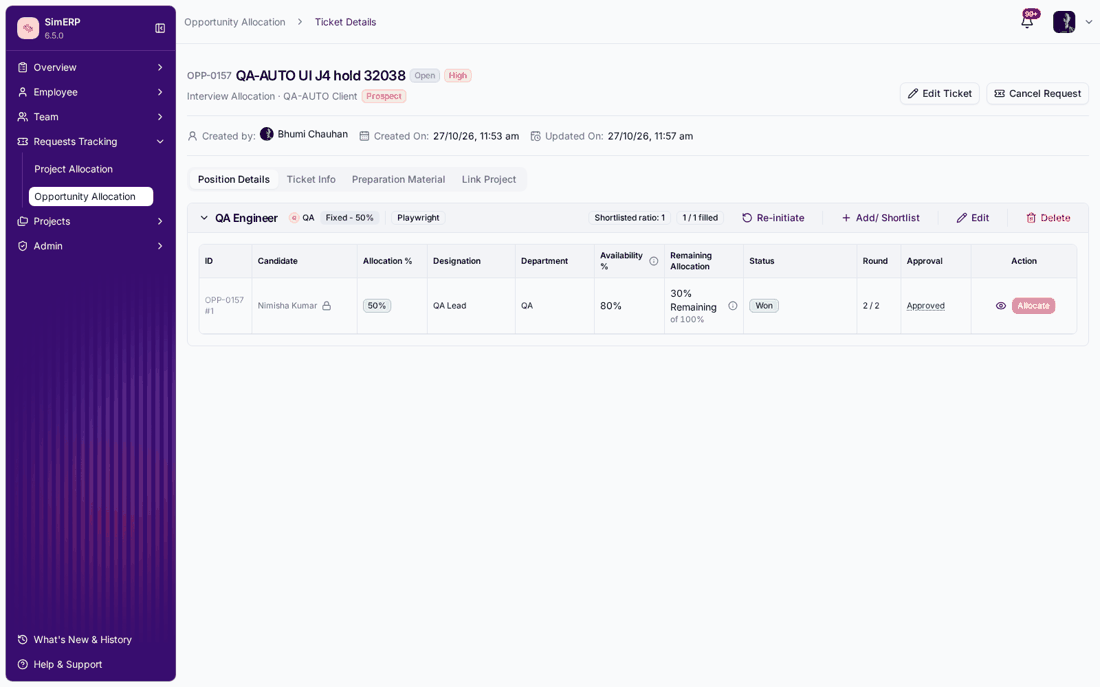 SimERP
6.5.0
Overview
Employee
Team
Requests Tracking
Project Allocation
Opportunity Allocation
Projects
Admin
What's New & History
Help & Support
Opportunity Allocation > Ticket Details
99+
OPP-0157 QA-AUTO UI J4 hold 32038 Open High
Interview Allocation · QA-AUTO Client Prospect
Edit Ticket Cancel Request
Created by: Bhumi Chauhan Created On: 27/10/26, 11:53 am Updated On: 27/10/26, 11:57 am
Position Details Ticket Info Preparation Material Link Project
QA Engineer QA Fixed - 50% Playwright Shortlisted ratio: 1 1 / 1 filled Re-initiate Add/ Shortlist Edit Delete
ID Candidate Allocation % Designation Department Availability % Remaining Allocation Status Round Approval Action
OPP-0157 #1 Nimisha Kumar 50% QA Lead QA 80% 30% Remaining of 100% Won 2 / 2 Approved Allocate